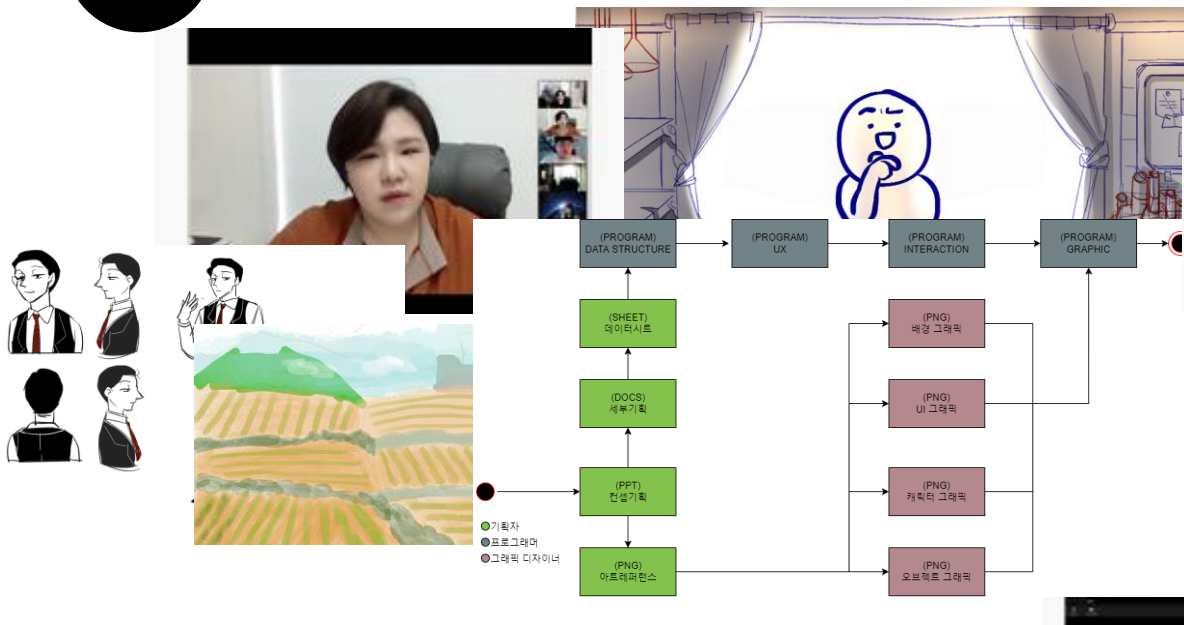 (PROGRAM)
DATA STRUCTURE
(PROGRAM)
UX
(PROGRAM)
INTERACTION
(PROGRAM)
GRAPHIC
(SHEET)
데이터시트
(PNG)
배경 그래픽
(DOCS)
세부기획
(PNG)
UI 그래픽
(PPT)
컨셉기획
(PNG)
캐릭터 그래픽
기획자
프로그래머
그래픽 디자이너
(PNG)
아트레퍼런스
(PNG)
오브젝트 그래픽